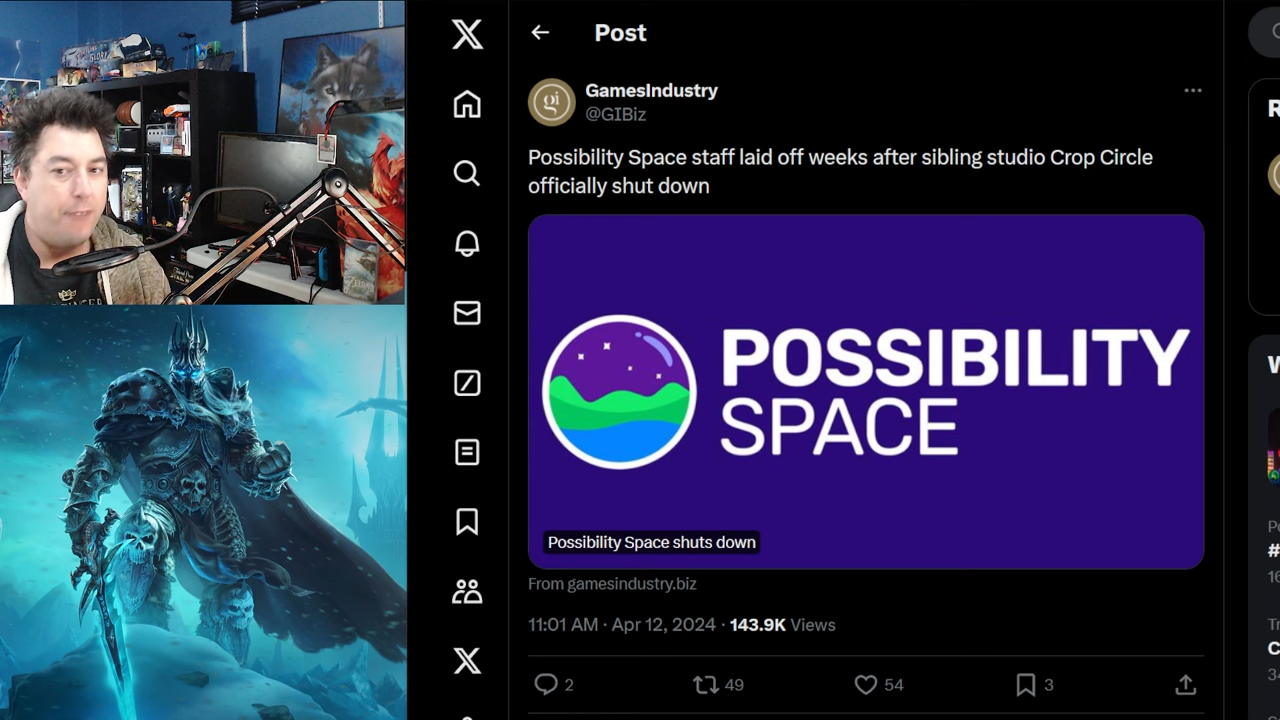 Post
GamesIndustry
@GIBiz
Possibility Space staff laid off weeks after sibling studio Crop Circle
officially shut down
POSSIBILITY
SPACE
Possibility Space shuts down
From gamesindustry.biz
11:01 AM · Apr 12, 2024 · 143.9K Views
2
49
54
3